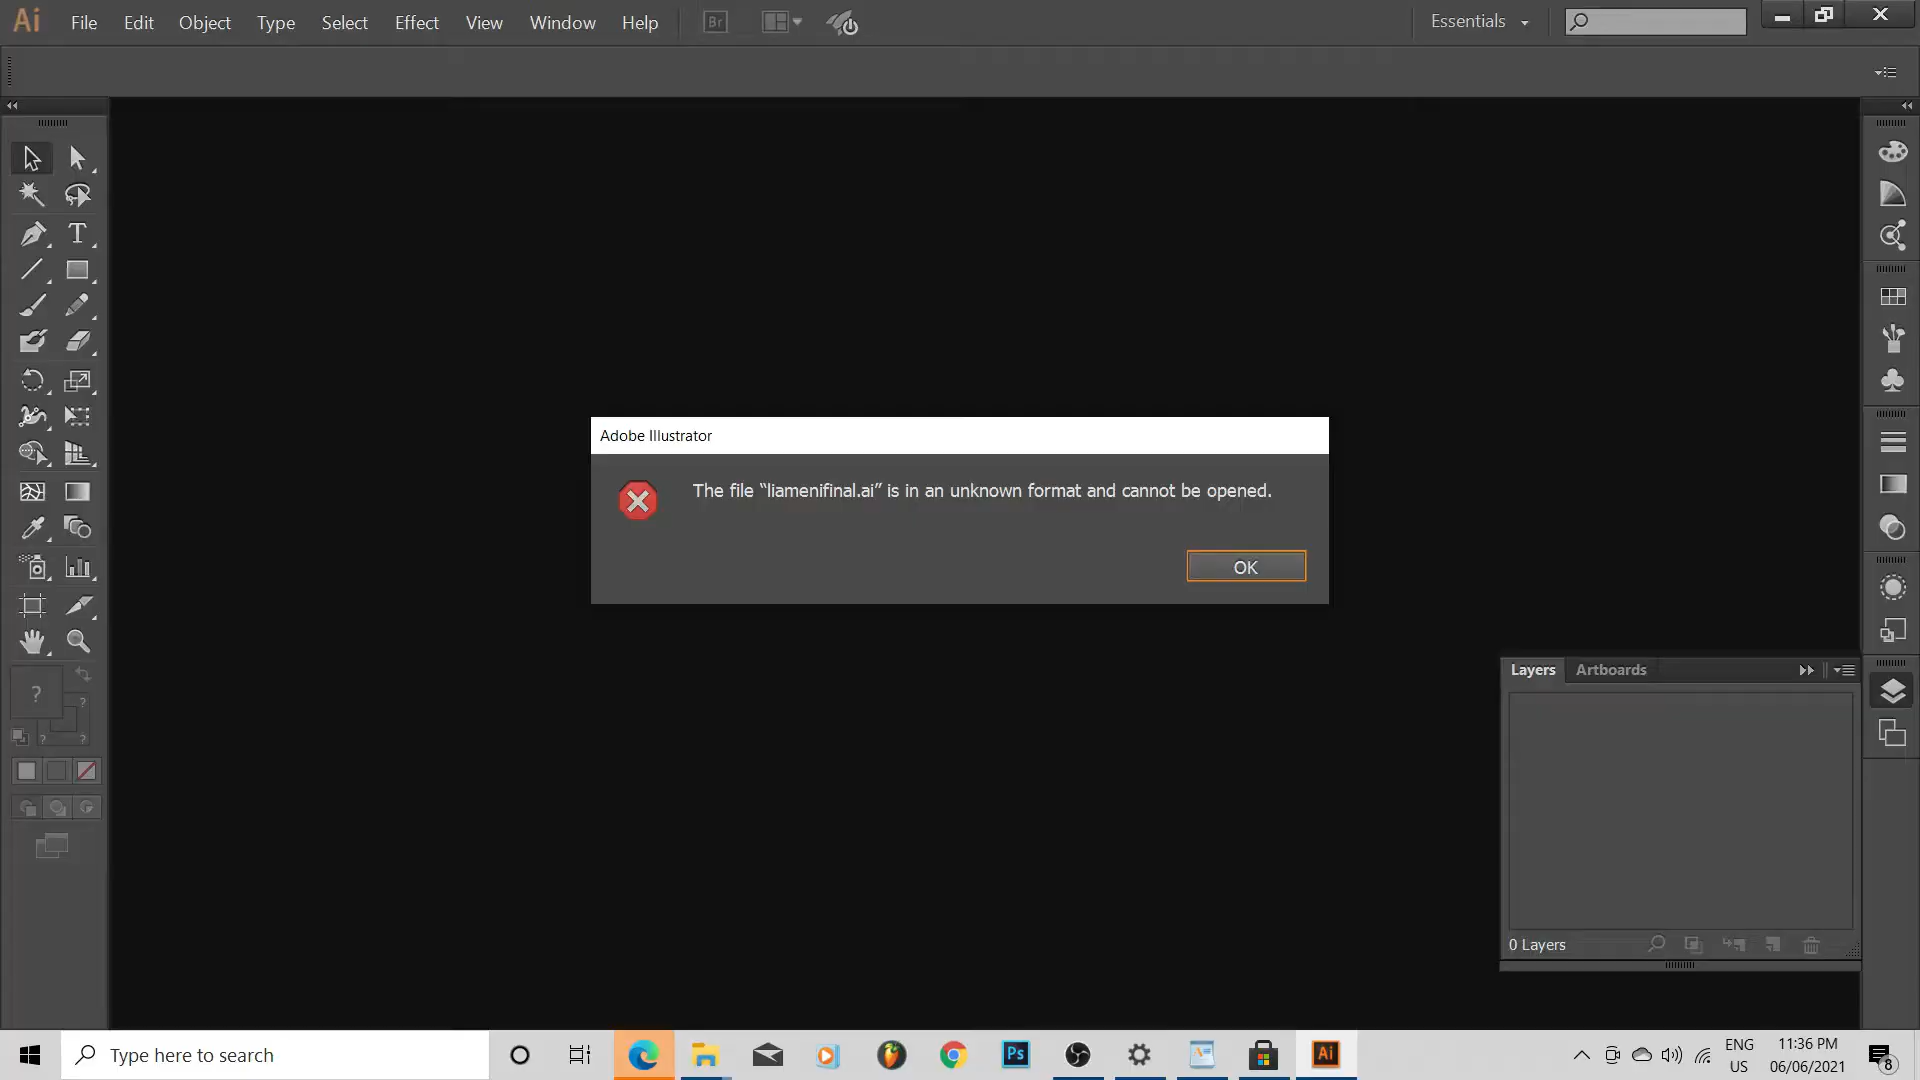 Ai File Edit Object Type Select Effect View Window Help Br Essentials
Adobe Illustrator
The file “liamenifinal.ai” is in an unknown format and cannot be opened.
OK
T
Layers Artboards
?
?
? ?
0 Layers
Type here to search
Ps
Ai
ENG
US
11:36 PM
06/06/2021
8